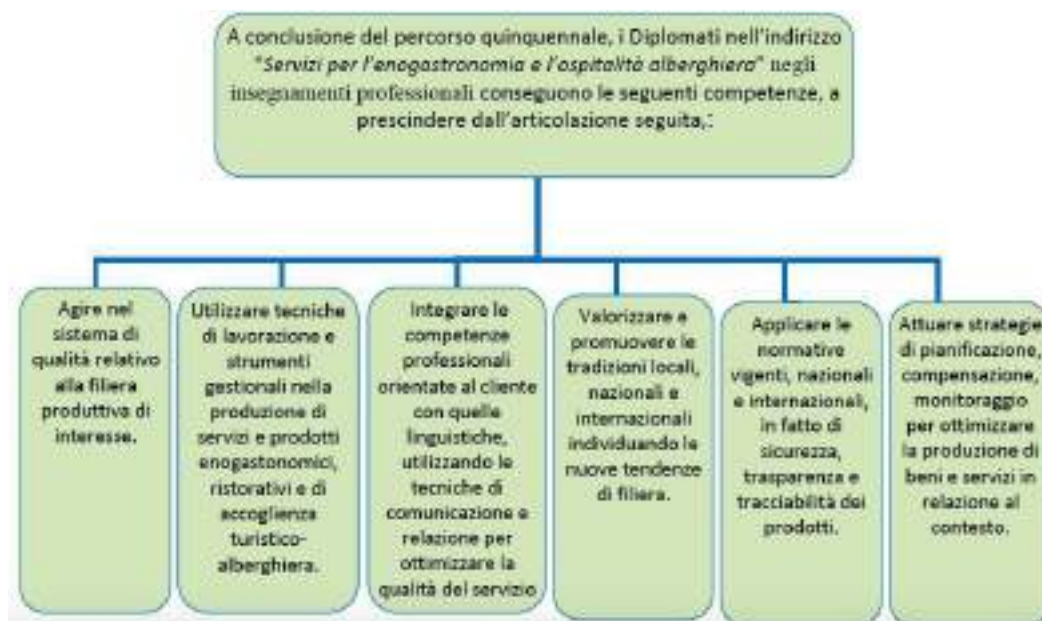 A conclusione del percorso quinquennale, i Diplomati nell'indirizzo
"Servizi per l'enogastronomia e l'ospitalità alberghiera" negli
insegnamenti professionali conseguono le seguenti competenze, a
prescindere dall'articolazione seguita,:
Agire nel
sistema di
qualità relativo
alla filiera
produttiva di
interesse.
Utilizzare tecniche
di lavorazione e
strumenti
gestionali nella
produzione di
servizi e prodotti
enogastonomici,
ristorativi e di
accoglienza
turistico-
alberghiera.
Integrare le
competenze
professionali
orientate al cliente
con quelle
linguistiche,
utilizzando le
tecniche di
comunicazione e
relazione per
ottimizzare la
qualità del servizio
Valorizzare e
promuovere le
tradizioni locali,
nazionali e
internazionali
individuando le
nuove tendenze
di filiera.
Applicare le
normative
vigenti, nazionali
e internazionali,
in fatto di
sicurezza,
trasparenza e
tracciabilità dei
prodotti.
Attuare strategie
di pianificazione,
compensazione,
monitoraggio
per ottimizzare
la produzione di
beni e servizi in
relazione al
contesto.